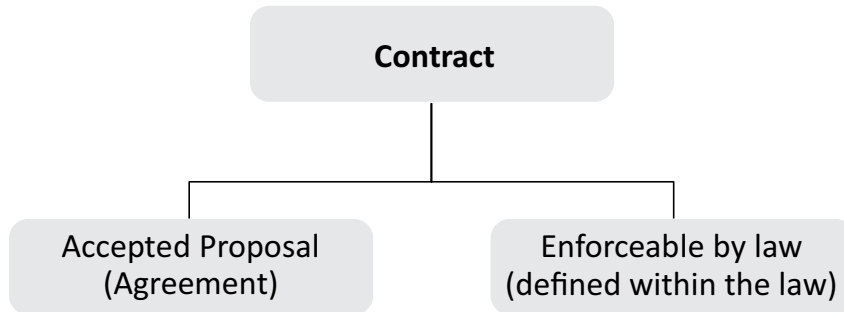 Contract
Accepted Proposal
(Agreement)
Enforceable by law
(defined within the law)